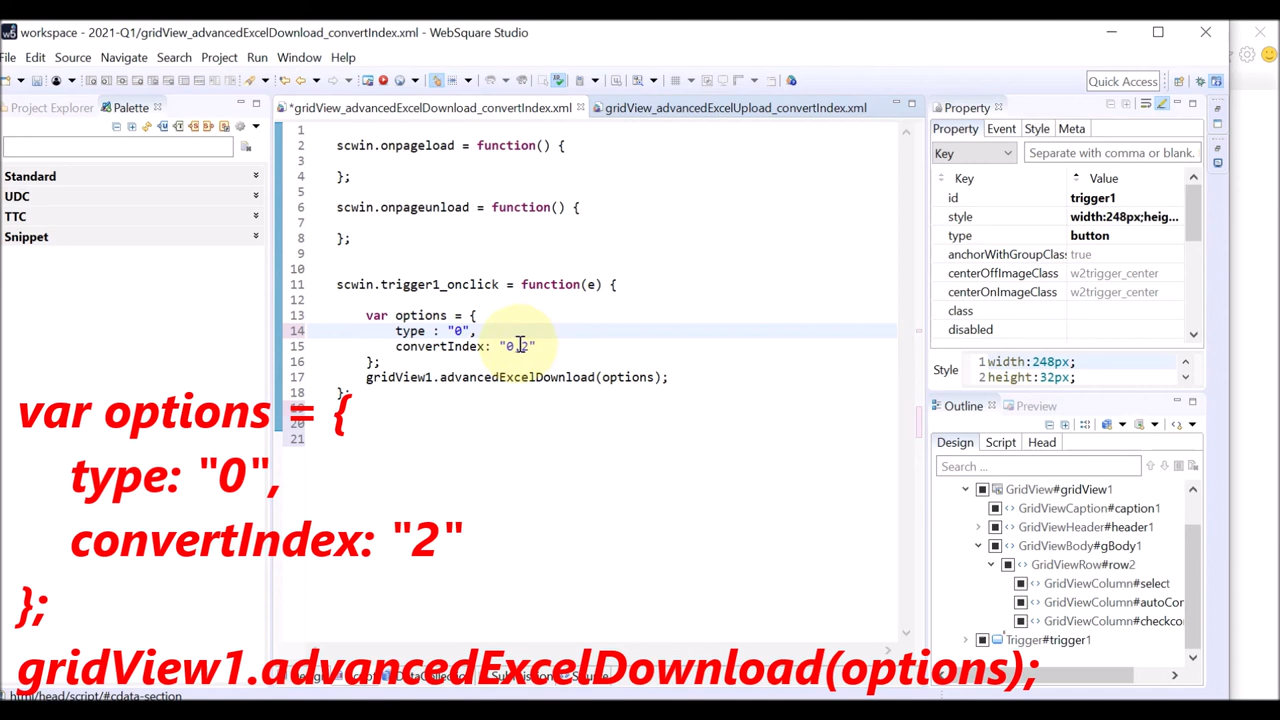 workspace - 2021-Q1/gridView_advancedExcelDownload_convertIndex.xml - WebSquare Studio
File Edit Source Navigate Search Project Run Window Help
Quick Access
Project Explorer Palette
*gridView_advancedExcelDownload_convertIndex.xml gridView_advancedExcelUpload_convertIndex.xml
Property
Property Event Style Meta
Key Separate with comma or blank.
Key Value
id trigger1
style width:248px;heig...
type button
anchorWithGroupClass true
centerOffImageClass w2trigger_center
centerOnImageClass w2trigger_center
class
disabled
Style
1 width:248px;
2 height:32px;
Standard
UDC
TTC
Snippet
1
2 scwin.onpageload = function() {
3
4 };
5
6 scwin.onpageunload = function() {
7
8 };
9
10
11 scwin.trigger1_onclick = function(e) {
12
13 var options = {
14 type : "0",
15 convertIndex: "0,2"
16 };
17 gridView1.advancedExcelDownload(options);
18 };
20
21
Outline Preview
Design Script Head
Search ...
GridView#gridView1
GridViewCaption#caption1
GridViewHeader#header1
GridViewBody#gBody1
GridViewRow#row2
GridViewColumn#select
GridViewColumn#autoCor
GridViewColumn#checkcor
Trigger#trigger1
var options = {
type: "0",
convertIndex: "2"
};
gridView1.advancedExcelDownload(options);
html/head/script/#cdata-section